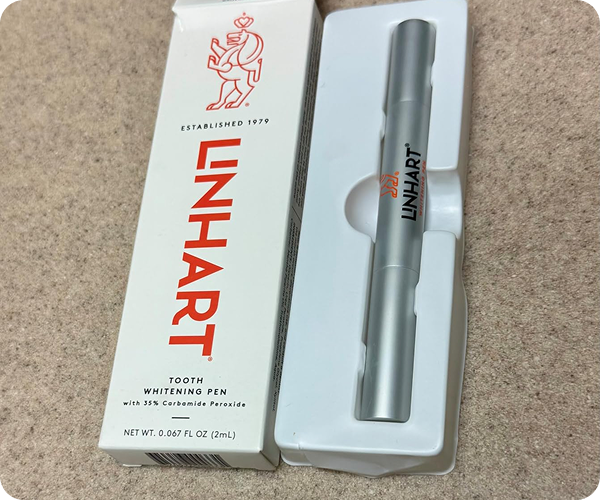 ESTABLISHED 1979
LINHART®
TOOTH
WHITENING PEN
with 35% Carbamide Peroxide
NET WT. 0.067 FL OZ (2mL)
LINHART®